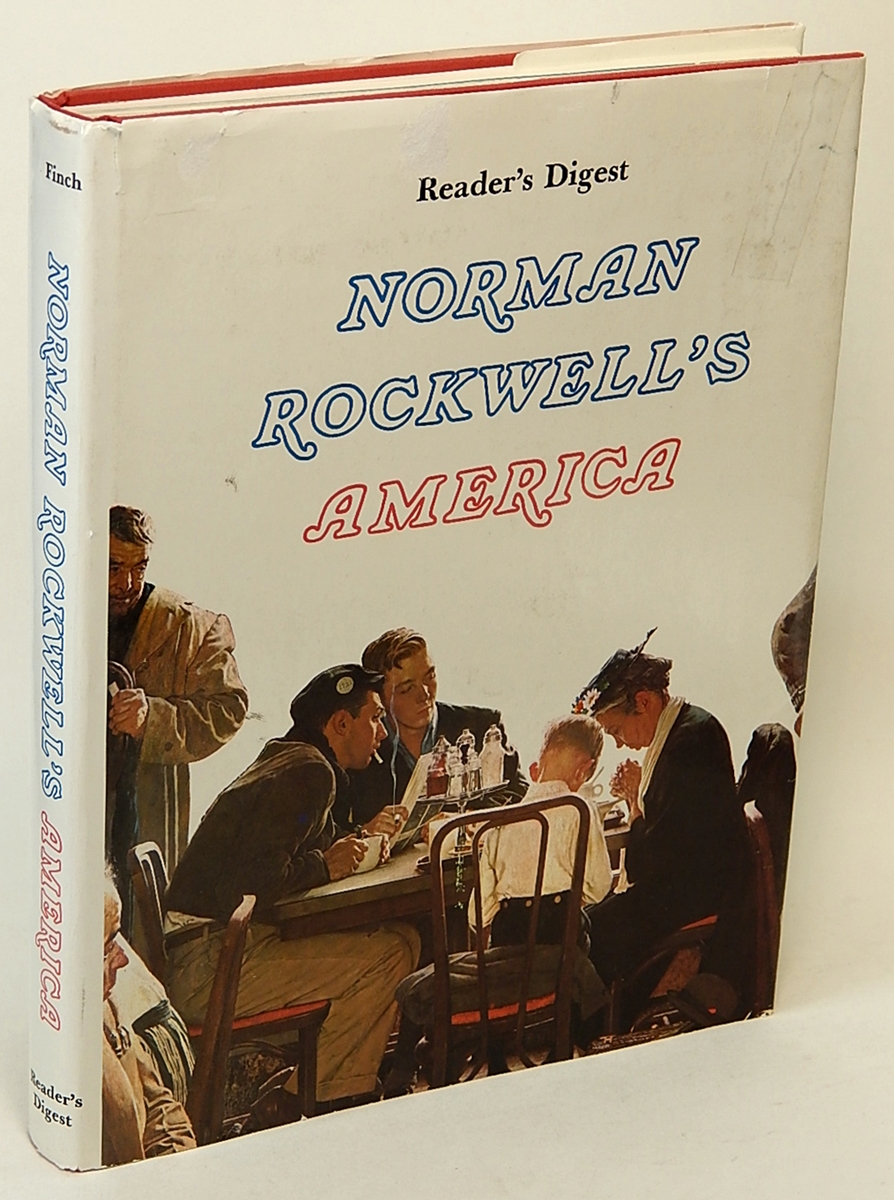 Finch
NORMAN ROCKWELL'S AMERICA
Reader's
Digest
Reader's Digest
NORMAN
ROCKWELL'S
AMERICA